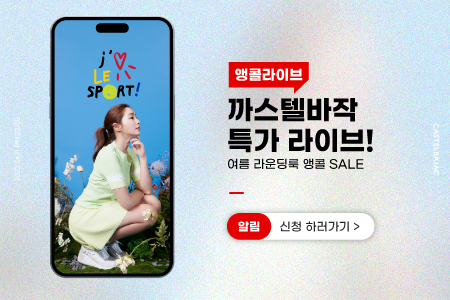 j'
LE
SPORT!
앵콜라이브
까스텔바작
특가 라이브!
여름 라운딩룩 앵콜 SALE
알림
신청 하러가기 >
CASTELBAJAC